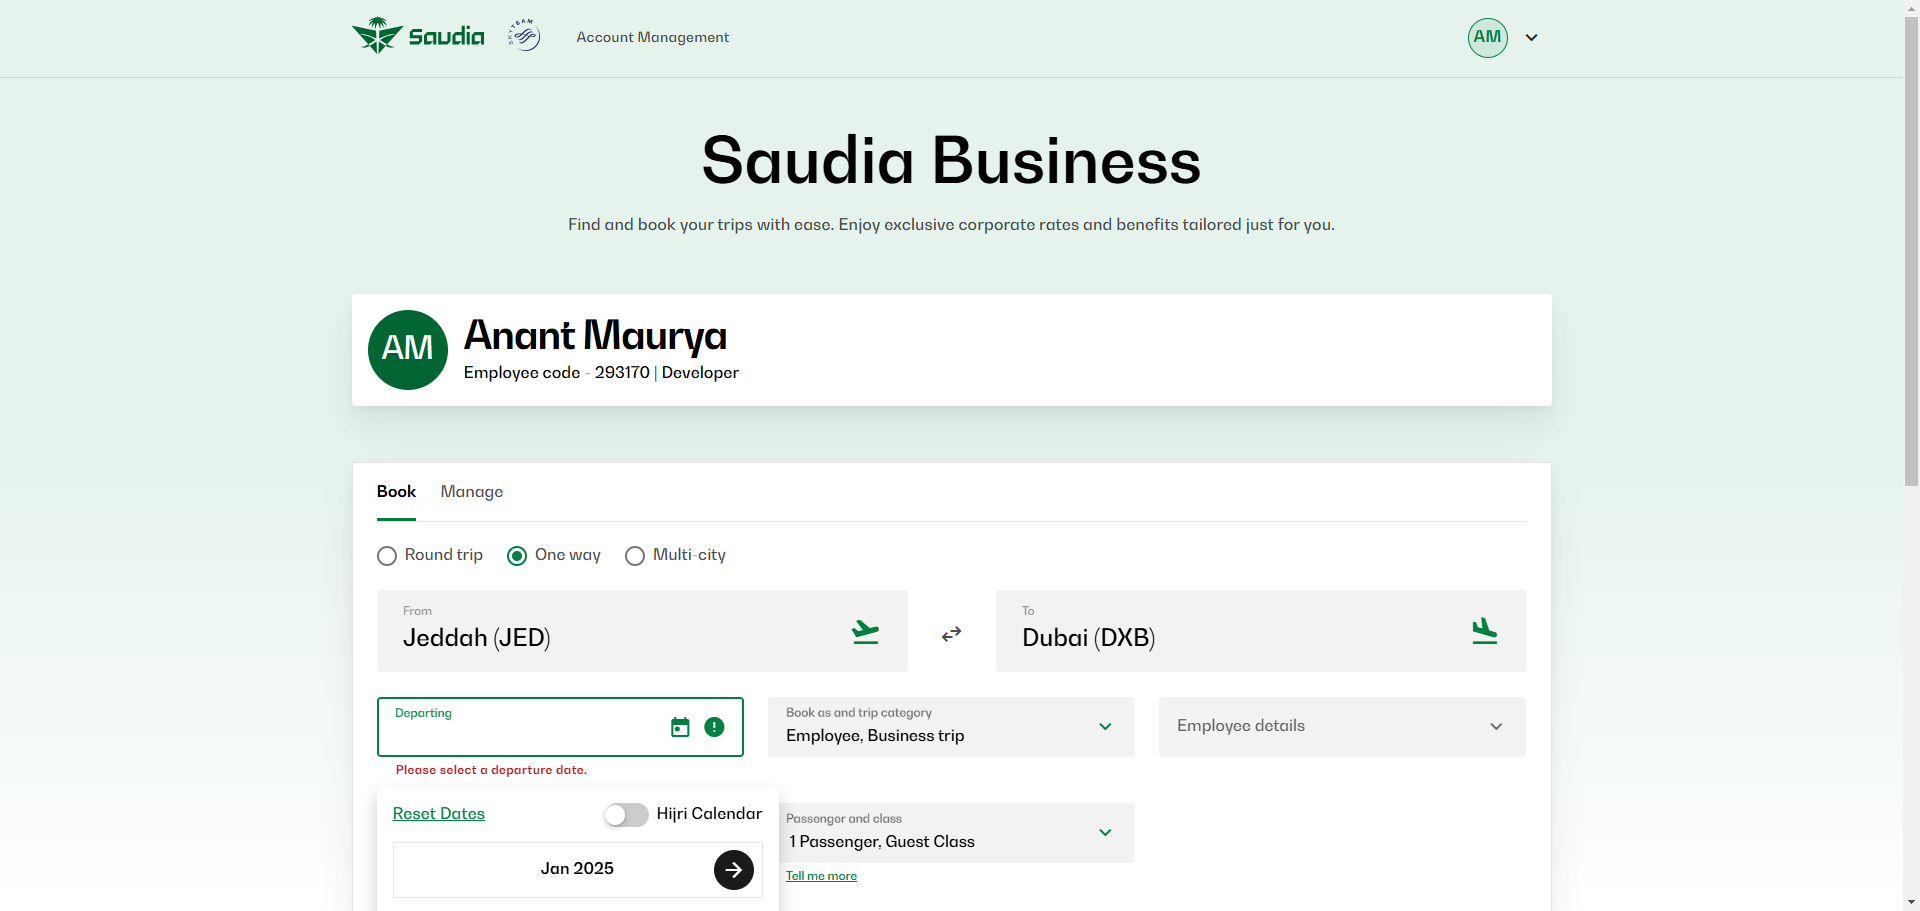 Saudia
SKYTEAM
Account Management
AM
Saudia Business
Find and book your trips with ease. Enjoy exclusive corporate rates and benefits tailored just for you.
AM
Anant Maurya
Employee code - 293170 | Developer
Book
Manage
Round trip
One way
Multi-city
From
Jeddah (JED)
To
Dubai (DXB)
Departing
Please select a departure date.
Book as and trip category
Employee, Business trip
Employee details
Reset Dates
Hijri Calendar
Jan 2025
Passenger and class
1 Passenger, Guest Class
Tell me more